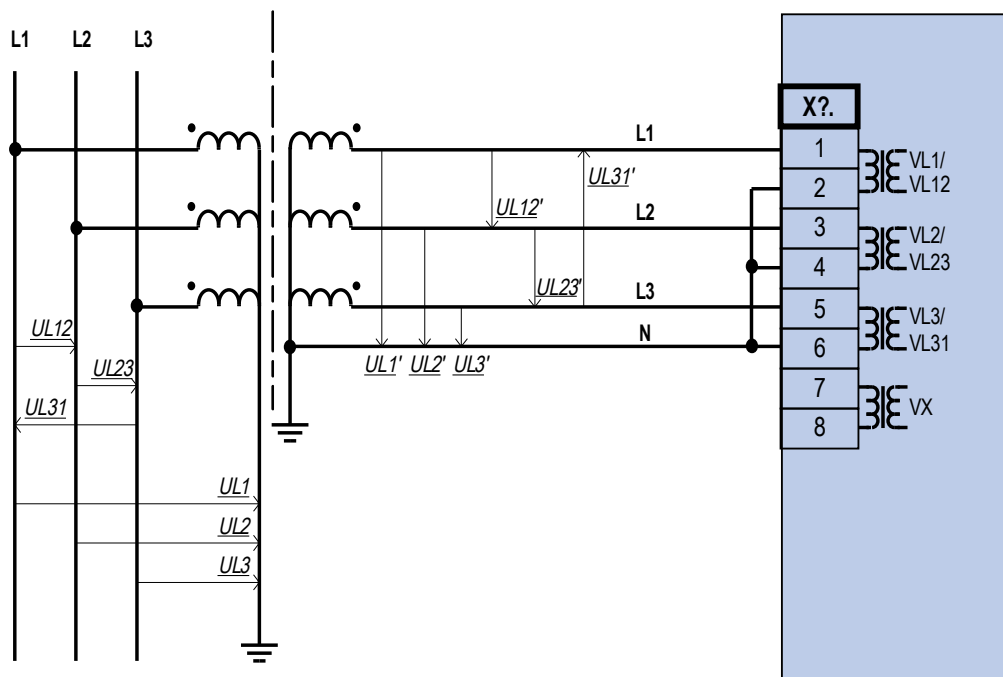 L1 L2 L3
X?.
L1
1
VL1/
UL31'
2
VL12
UL12'
L2
3
VL2/
4
VL23
UL23'
L3
5
VL3/
UL12
N
6
VL31
UL1' UL2' UL3'
UL23
7
UL31
VX
8
UL1
UL2
UL3